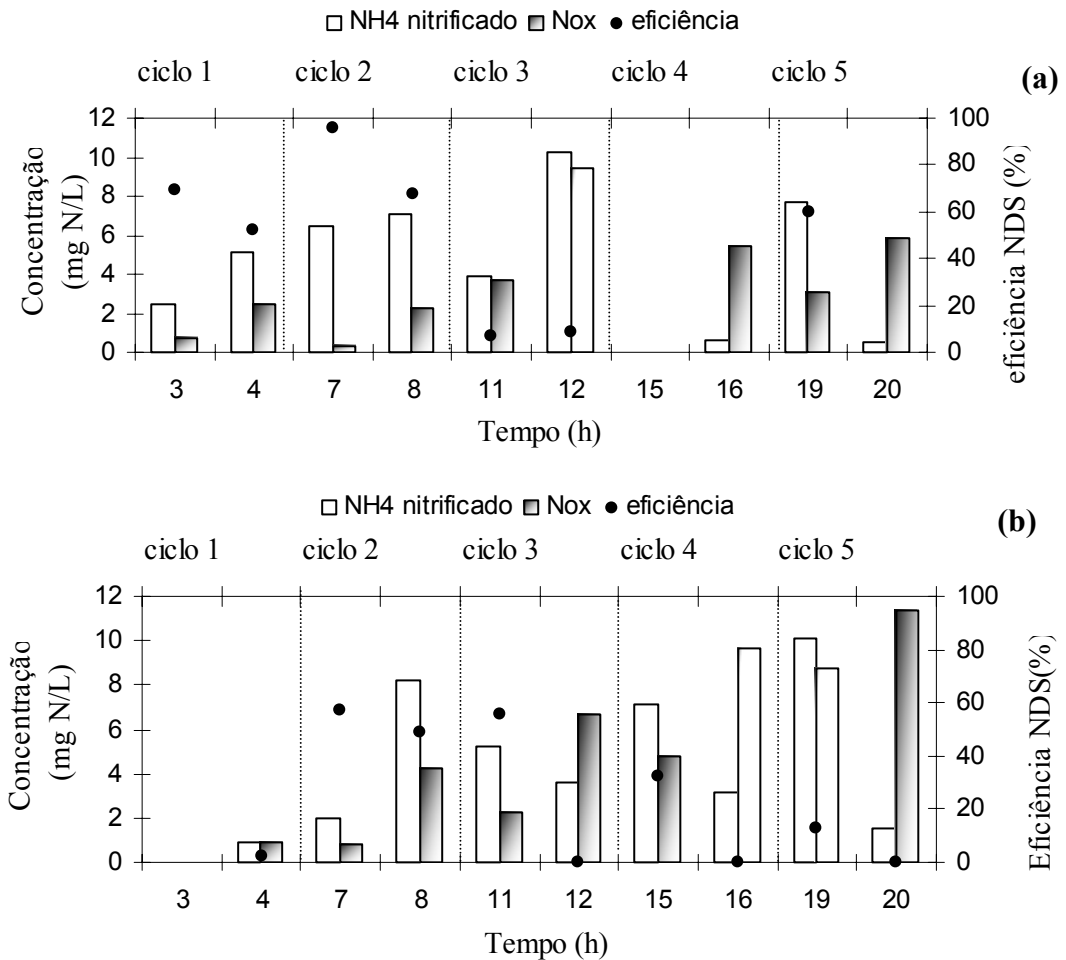 NH4 nitrificado Nox eficiência
ciclo 1 ciclo 2 ciclo 3 ciclo 4 ciclo 5 (a)
12 100
10 80
8 60
6 40
4 20
2 0
0
Concentração
(mg N/L)
eficiência NDS (%)
3 4 7 8 11 12 15 16 19 20
Tempo (h)
NH4 nitrificado Nox eficiência
(b)
ciclo 1 ciclo 2 ciclo 3 ciclo 4 ciclo 5
12 100
10 80
8 60
6 40
4 20
2 0
0
Concentração
(mg N/L)
Eficiência NDS(%)
3 4 7 8 11 12 15 16 19 20
Tempo (h)